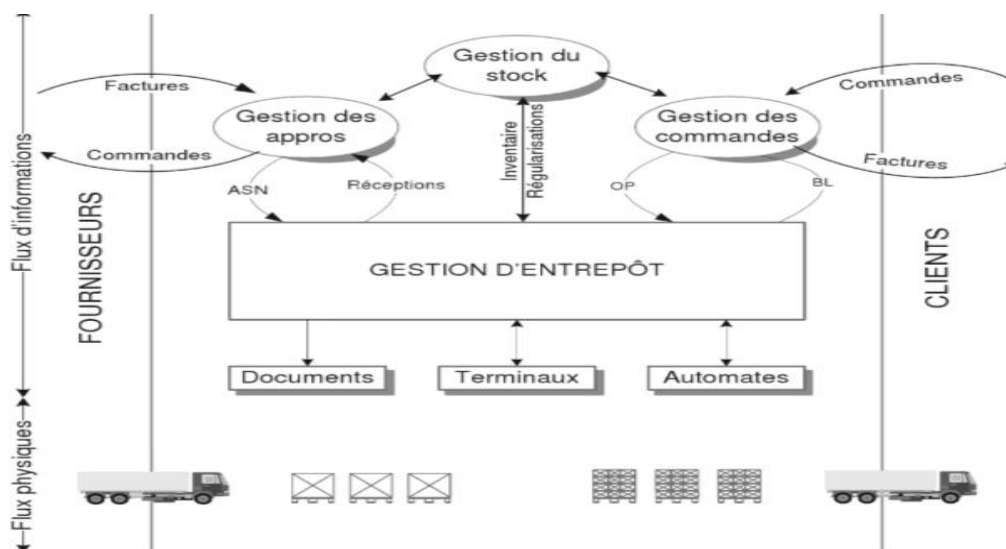 Gestion du
stock
Factures
Commandes
Gestion des
appros
Gestion des
commandes
Commandes
Factures
ASN
Réceptions
Inventaire
Régularisations
OP
BL
Flux d'informations
FOURNISSEURS
GESTION D'ENTREPÔT
CLIENTS
Documents
Terminaux
Automates
Flux physiques